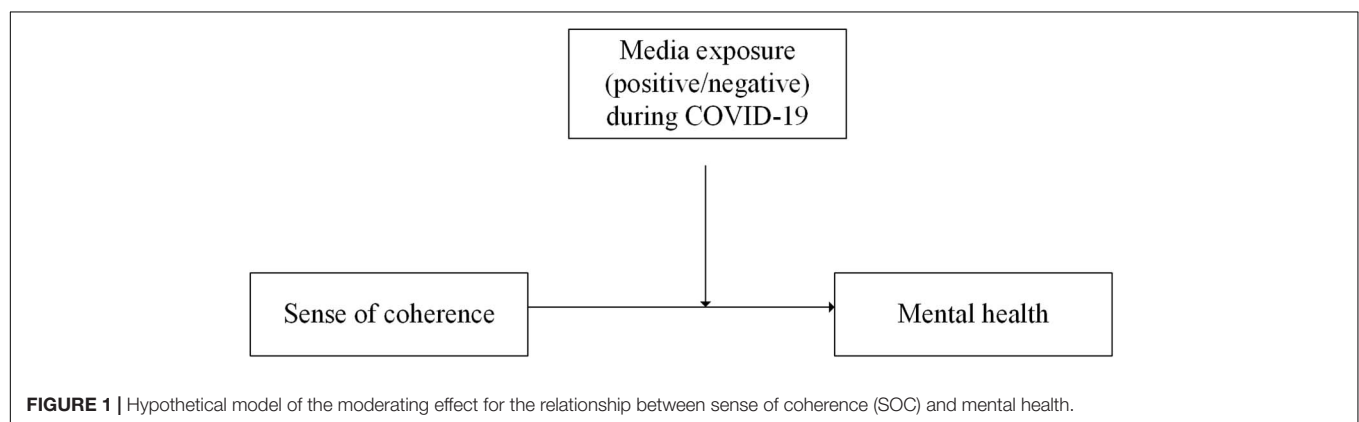 Media exposure
(positive/negative)
during COVID-19
Sense of coherence
Mental health
FIGURE 1 | Hypothetical model of the moderating effect for the relationship between sense of coherence (SOC) and mental health.